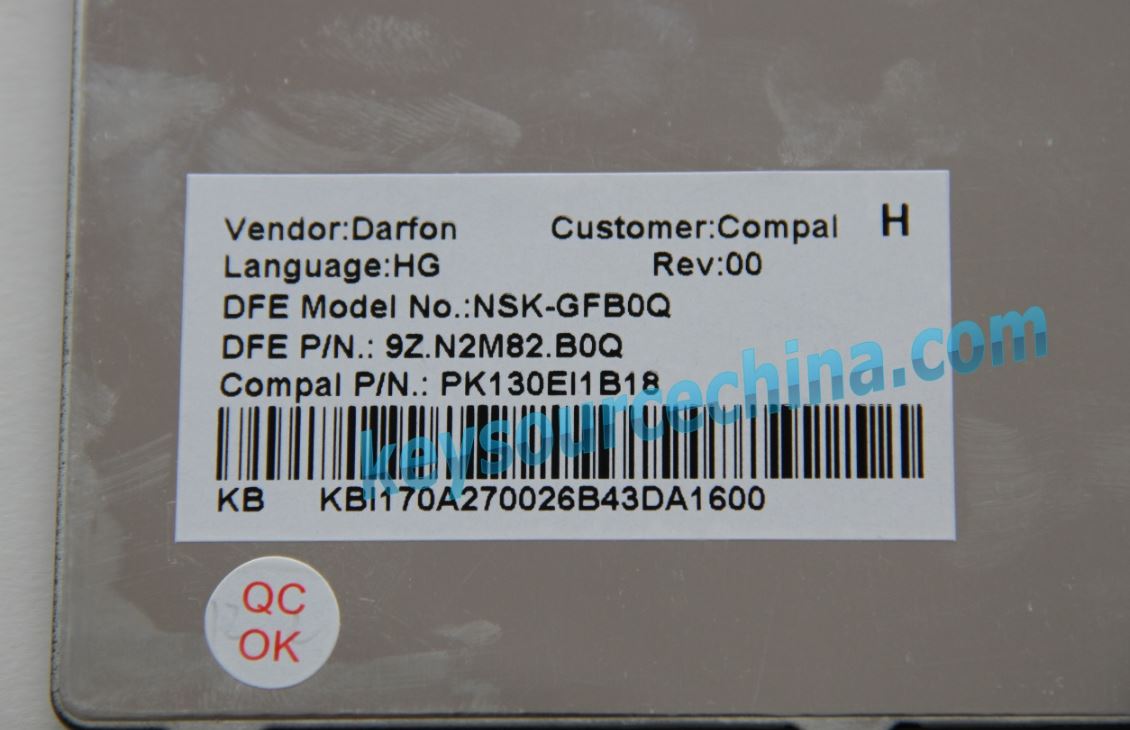 Vendor:Darfon Customer:Compal H
Language:HG Rev:00
DFE Model No.:NSK-GFB0Q
DFE P/N.: 9Z.N2M82.B0Q
Compal P/N.: PK130EI1B18
keysourcechina.com
KB KBI170A270026B43DA1600
QC
OK